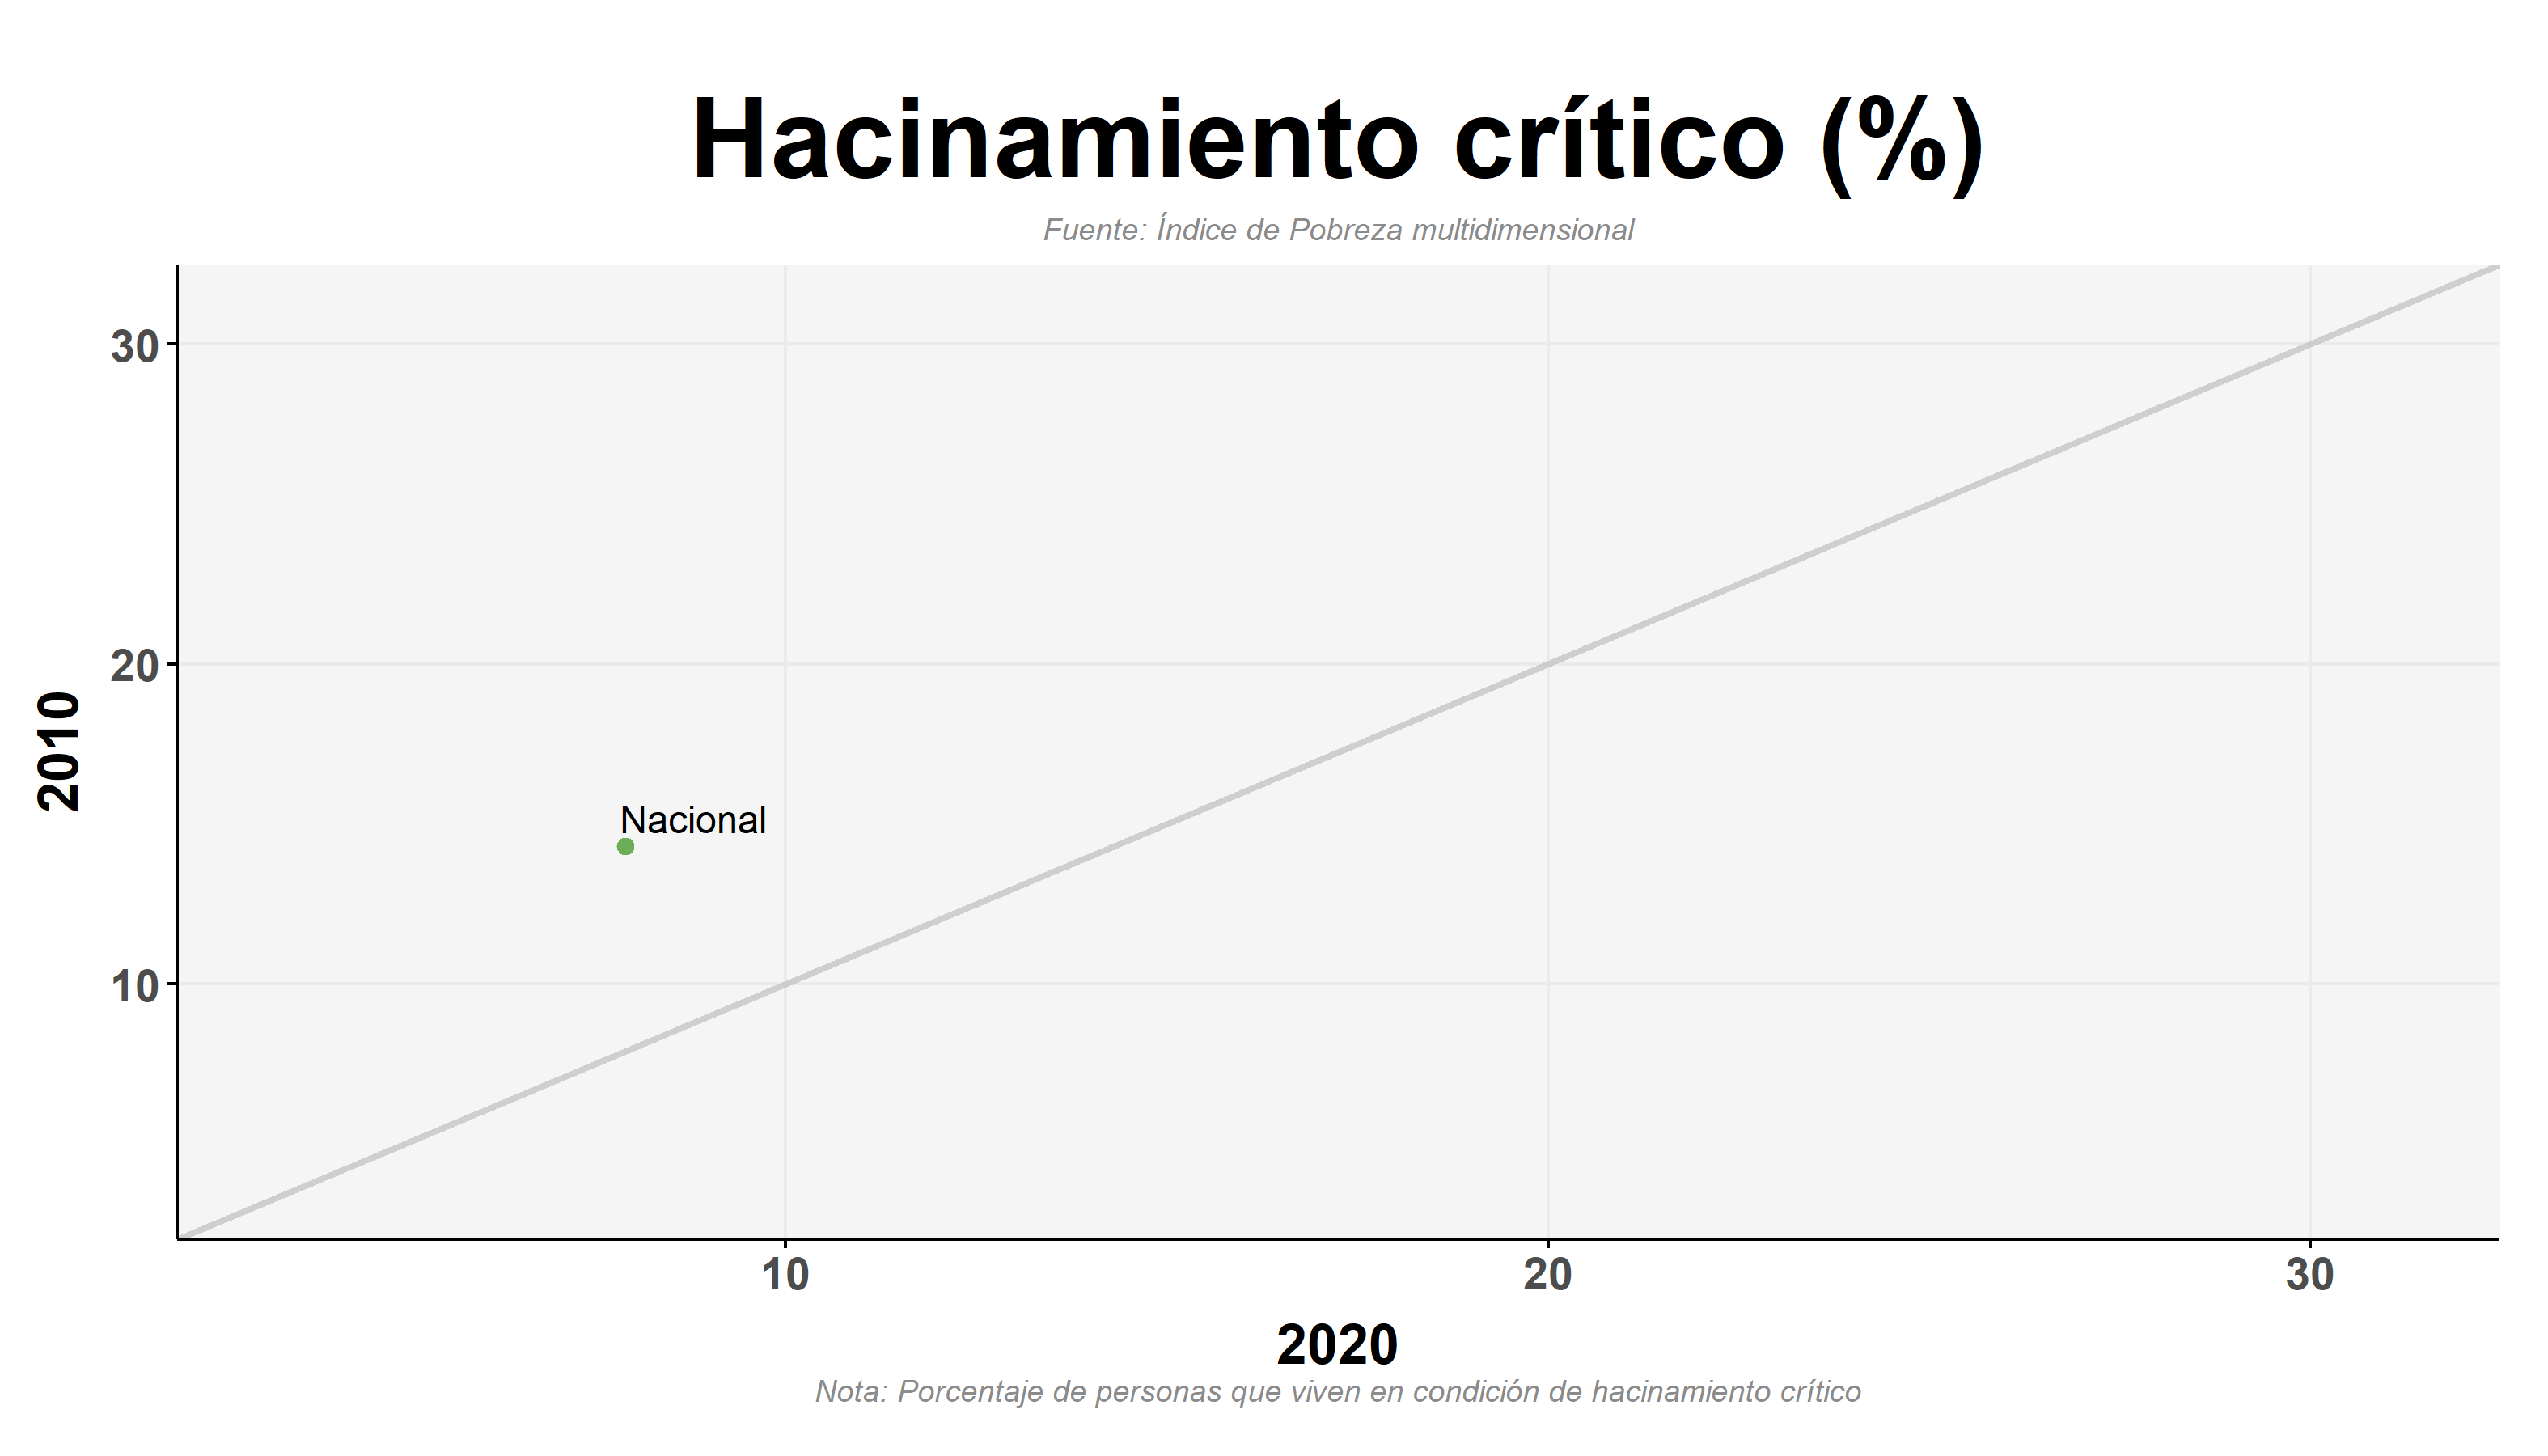 Hacinamiento crítico (%)
Fuente: Índice de Pobreza multidimensional
30
20
10
2010
Nacional
10 20 30
2020
Nota: Porcentaje de personas que viven en condición de hacinamiento crítico